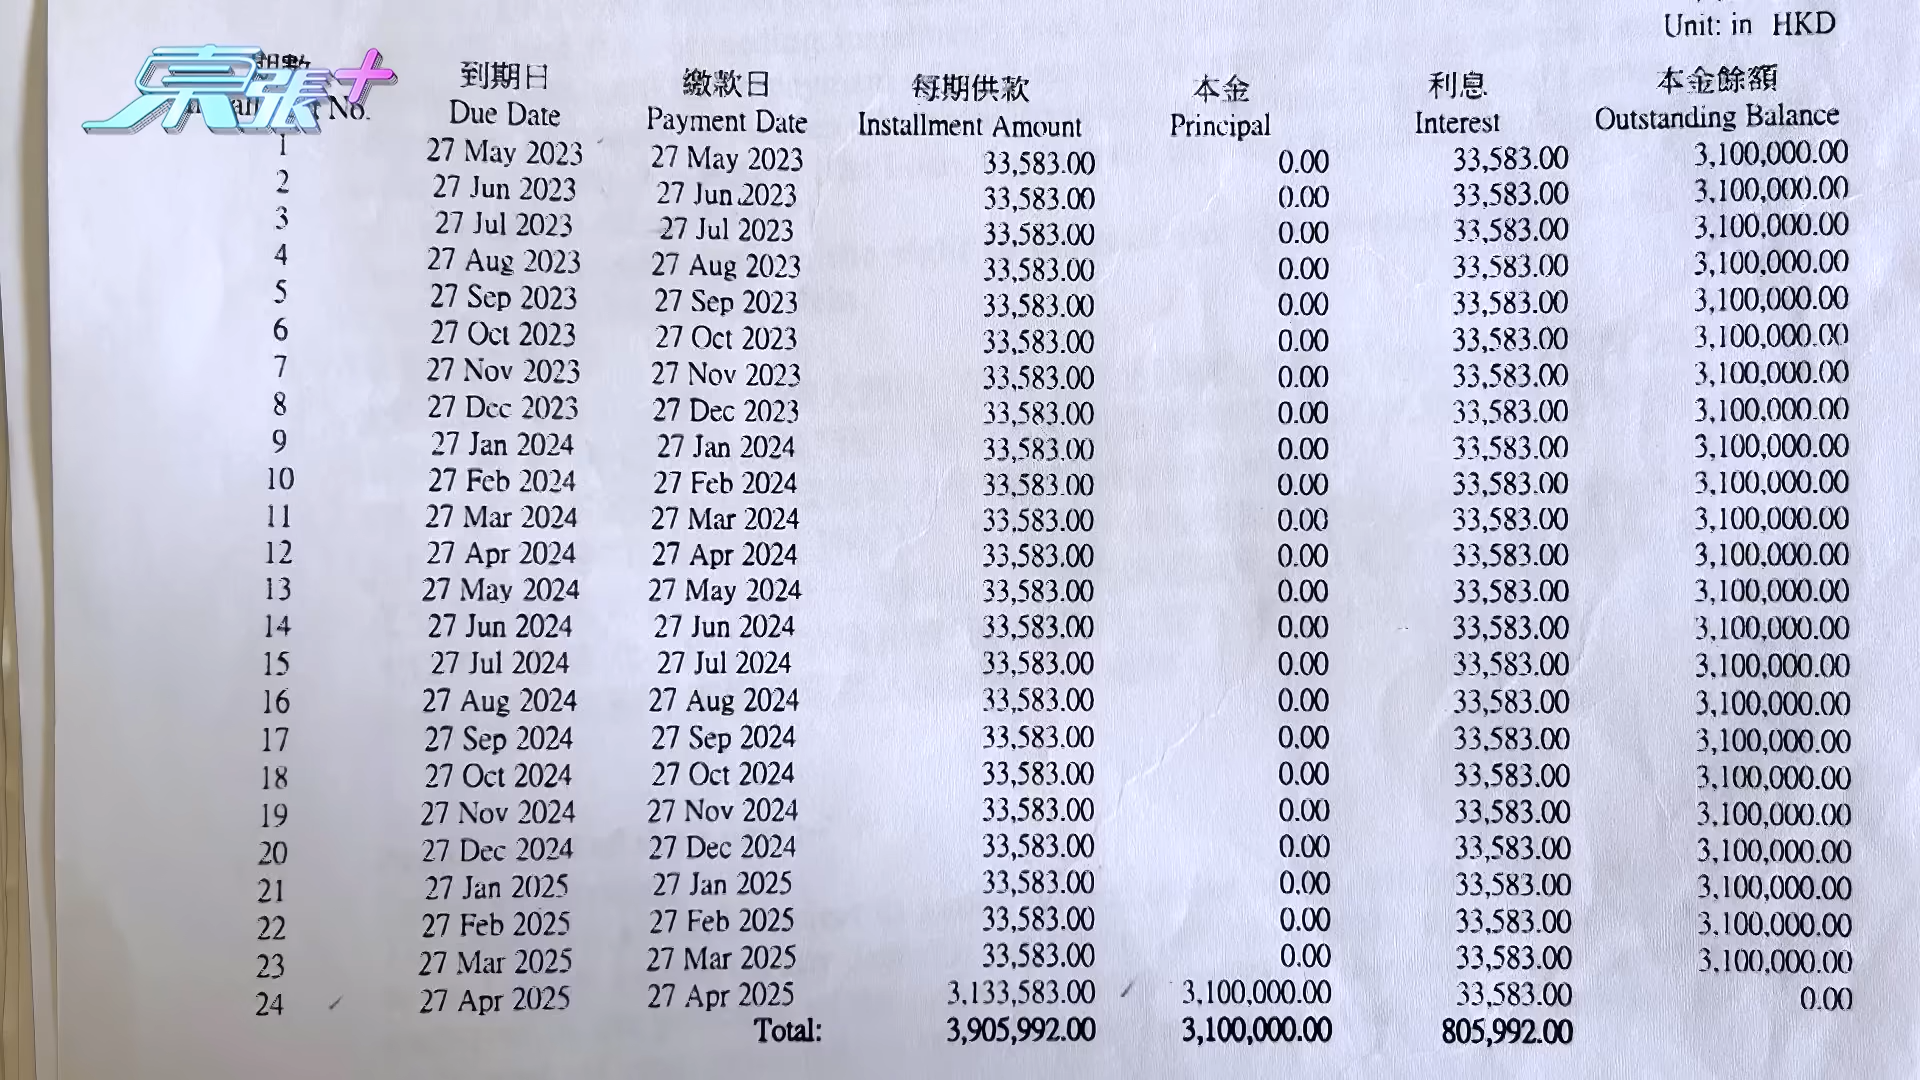 Unit: in HKD
東張+
期數 到期日 繳款日 每期供款 本金 利息 本金餘額
No. Due Date Payment Date Installment Amount Principal Interest Outstanding Balance
1 27 May 2023 27 May 2023 33,583.00 0.00 33,583.00 3,100,000.00
2 27 Jun 2023 27 Jun 2023 33,583.00 0.00 33,583.00 3,100,000.00
3 27 Jul 2023 27 Jul 2023 33,583.00 0.00 33,583.00 3,100,000.00
4 27 Aug 2023 27 Aug 2023 33,583.00 0.00 33,583.00 3,100,000.00
5 27 Sep 2023 27 Sep 2023 33,583.00 0.00 33,583.00 3,100,000.00
6 27 Oct 2023 27 Oct 2023 33,583.00 0.00 33,583.00 3,100,000.00
7 27 Nov 2023 27 Nov 2023 33,583.00 0.00 33,583.00 3,100,000.00
8 27 Dec 2023 27 Dec 2023 33,583.00 0.00 33,583.00 3,100,000.00
9 27 Jan 2024 27 Jan 2024 33,583.00 0.00 33,583.00 3,100,000.00
10 27 Feb 2024 27 Feb 2024 33,583.00 0.00 33,583.00 3,100,000.00
11 27 Mar 2024 27 Mar 2024 33,583.00 0.00 33,583.00 3,100,000.00
12 27 Apr 2024 27 Apr 2024 33,583.00 0.00 33,583.00 3,100,000.00
13 27 May 2024 27 May 2024 33,583.00 0.00 33,583.00 3,100,000.00
14 27 Jun 2024 27 Jun 2024 33,583.00 0.00 33,583.00 3,100,000.00
15 27 Jul 2024 27 Jul 2024 33,583.00 0.00 33,583.00 3,100,000.00
16 27 Aug 2024 27 Aug 2024 33,583.00 0.00 33,583.00 3,100,000.00
17 27 Sep 2024 27 Sep 2024 33,583.00 0.00 33,583.00 3,100,000.00
18 27 Oct 2024 27 Oct 2024 33,583.00 0.00 33,583.00 3,100,000.00
19 27 Nov 2024 27 Nov 2024 33,583.00 0.00 33,583.00 3,100,000.00
20 27 Dec 2024 27 Dec 2024 33,583.00 0.00 33,583.00 3,100,000.00
21 27 Jan 2025 27 Jan 2025 33,583.00 0.00 33,583.00 3,100,000.00
22 27 Feb 2025 27 Feb 2025 33,583.00 0.00 33,583.00 3,100,000.00
23 27 Mar 2025 27 Mar 2025 33,583.00 0.00 33,583.00 3,100,000.00
24 27 Apr 2025 27 Apr 2025 3,133,583.00 3,100,000.00 33,583.00 0.00
Total: 3,905,992.00 3,100,000.00 805,992.00